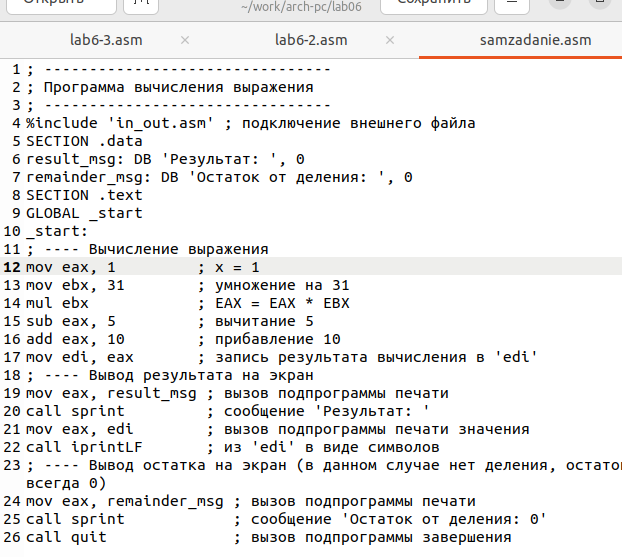 Открыть
~/work/arch-pc/lab06
Сохранить
lab6-3.asm × lab6-2.asm × samzadanie.asm
1 ; --------------------------------
2 ; Программа вычисления выражения
3 ; --------------------------------
4 %include 'in_out.asm' ; подключение внешнего файла
5 SECTION .data
6 result_msg: DB 'Результат: ', 0
7 remainder_msg: DB 'Остаток от деления: ', 0
8 SECTION .text
9 GLOBAL _start
10 _start:
11 ; ---- Вычисление выражения
12 mov eax, 1 ; x = 1
13 mov ebx, 31 ; умножение на 31
14 mul ebx ; EAX = EAX * EBX
15 sub eax, 5 ; вычитание 5
16 add eax, 10 ; прибавление 10
17 mov edi, eax ; запись результата вычисления в 'edi'
18 ; ---- Вывод результата на экран
19 mov eax, result_msg ; вызов подпрограммы печати
20 call sprint ; сообщение 'Результат: '
21 mov eax, edi ; вызов подпрограммы печати значения
22 call iprintLF ; из 'edi' в виде символов
23 ; ---- Вывод остатка на экран (в данном случае нет деления, остато
всегда 0)
24 mov eax, remainder_msg ; вызов подпрограммы печати
25 call sprint ; сообщение 'Остаток от деления: 0'
26 call quit ; вызов подпрограммы завершения